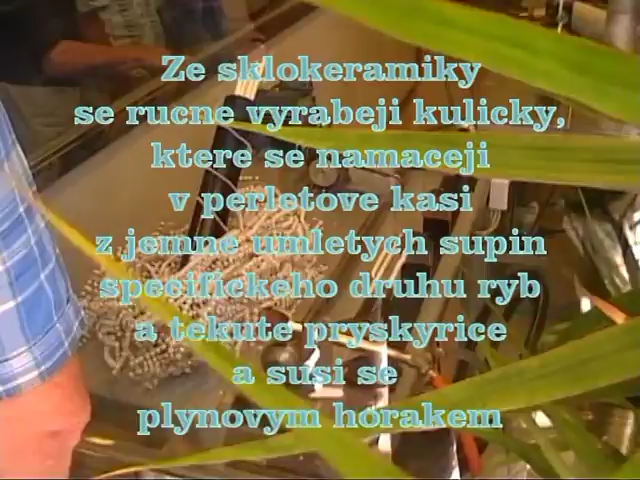 Ze sklokeramiky
se rucne vyrabeji kulicky,
ktere se namaceji
v perletove kasi
z jemne umletych supin
specifickeho druhu ryb
a tekute pryskyrice
a susi se
plynovym horakem